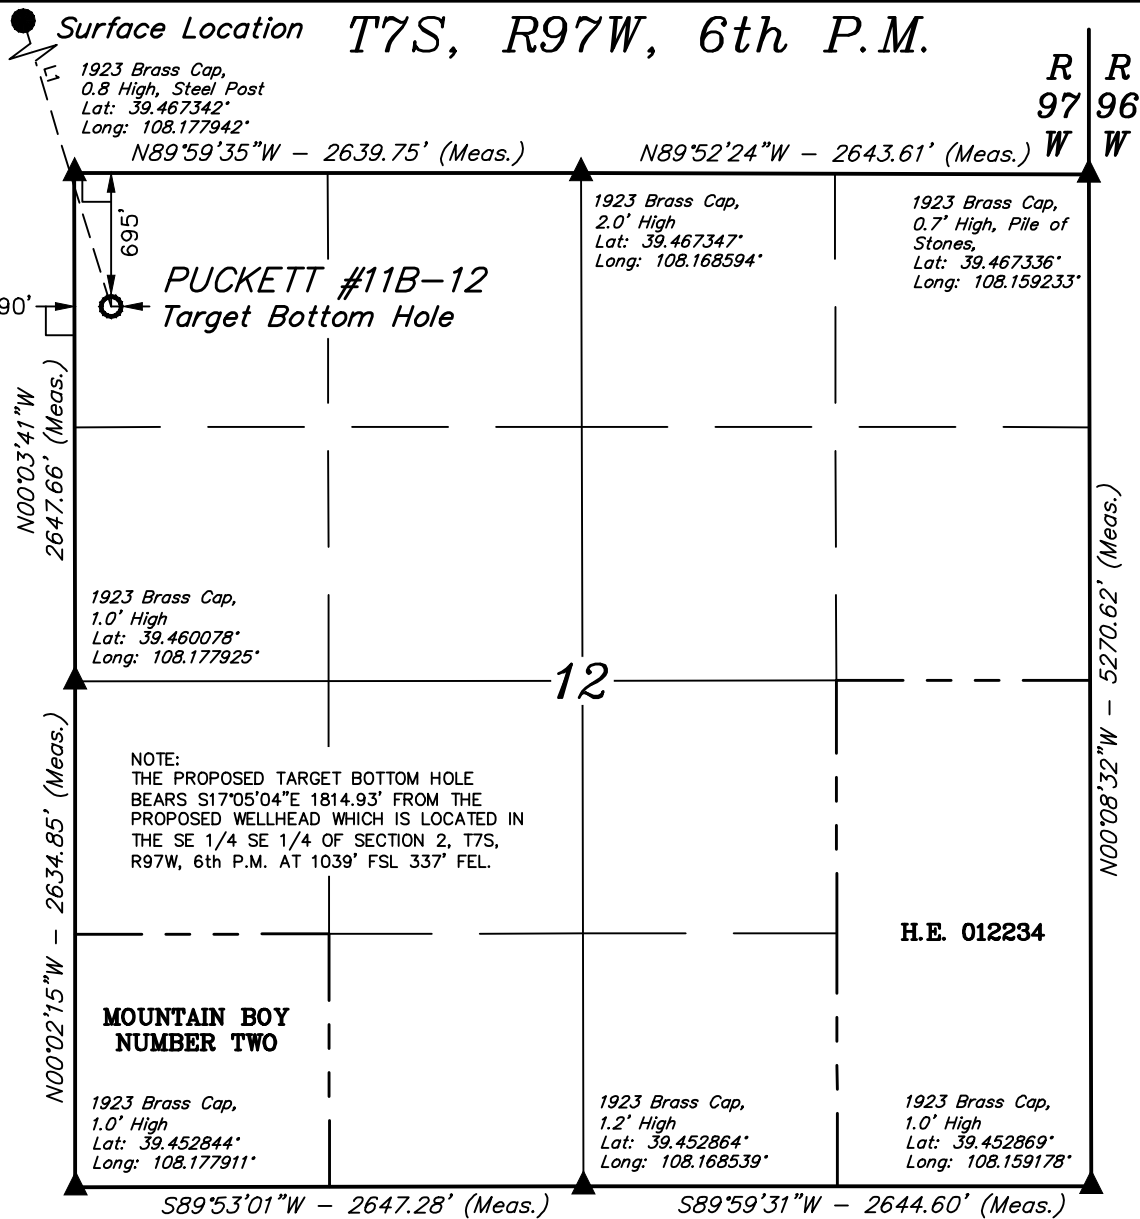 Surface Location
T7S, R97W, 6th P.M.
R
97
W
R
96
W
L1
1923 Brass Cap,
0.8 High, Steel Post
Lat: 39.467342°
Long: 108.177942°
N89°59'35"W - 2639.75' (Meas.)
N89°52'24"W - 2643.61' (Meas.)
1923 Brass Cap,
2.0' High
Lat: 39.467347°
Long: 108.168594°
1923 Brass Cap,
0.7' High, Pile of
Stones,
Lat: 39.467336°
Long: 108.159233°
695'
PUCKETT #11B-12
Target Bottom Hole
90'
N00°03'41"W
2647.66' (Meas.)
1923 Brass Cap,
1.0' High
Lat: 39.460078°
Long: 108.177925°
12
N00°08'32"W - 5270.62' (Meas.)
NOTE:
THE PROPOSED TARGET BOTTOM HOLE
BEARS S17°05'04"E 1814.93' FROM THE
PROPOSED WELLHEAD WHICH IS LOCATED IN
THE SE 1/4 SE 1/4 OF SECTION 2, T7S,
R97W, 6th P.M. AT 1039' FSL 337' FEL.
N00°02'15"W - 2634.85' (Meas.)
H.E. 012234
MOUNTAIN BOY
NUMBER TWO
1923 Brass Cap,
1.0' High
Lat: 39.452844°
Long: 108.177911°
1923 Brass Cap,
1.2' High
Lat: 39.452864°
Long: 108.168539°
1923 Brass Cap,
1.0' High
Lat: 39.452869°
Long: 108.159178°
S89°53'01"W - 2647.28' (Meas.)
S89°59'31"W - 2644.60' (Meas.)